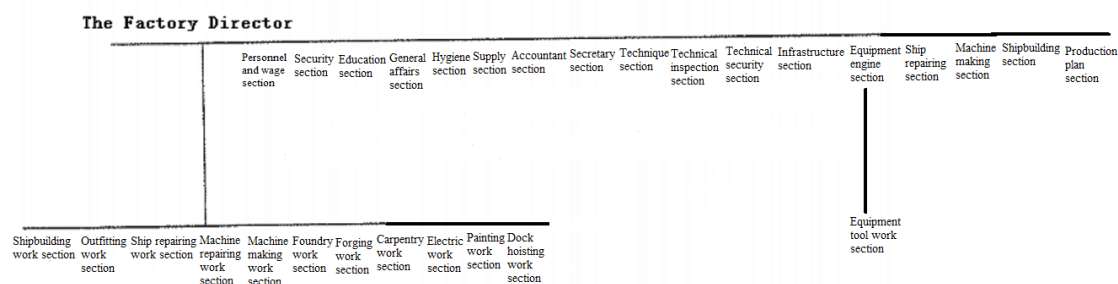 The Factory Director
Personnel
and wage
section
Security
section
Education
section
General
affairs
section
Hygiene
section
Supply
section
Accountant
section
Secretary
section
Technique
section
Technical
inspection
section
Technical
security
section
Infrastructure
section
Equipment
engine
section
Ship
repairing
section
Machine
making
section
Shipbuilding
section
Production
plan
section
Shipbuilding
work section
Outfitting
work
section
Ship repairing
work section
Machine
repairing
work
section
Machine
making
work
section
Foundry
work
section
Forging
work
section
Carpentry
work
section
Electric
work
section
Painting
work
section
Dock
hoisting
work
section
Equipment
tool work
section